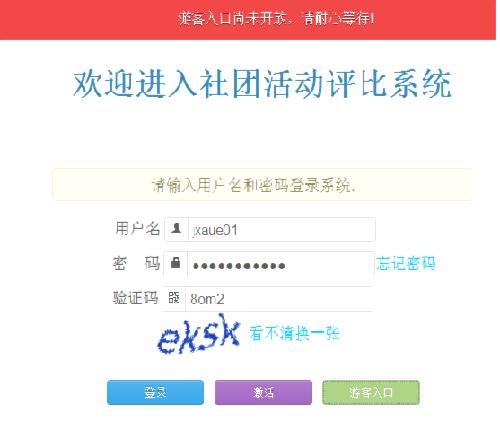 游客入口尚未开放，请耐心等待!
欢迎进入社团活动评比系统
请输入用户名和密码登录系统.
用户名 jxaue01
密 码 ●●●●●●●●●●● 忘记密码
验证码 8om2
eksk 看不清换一张
登录 激活 游客入口